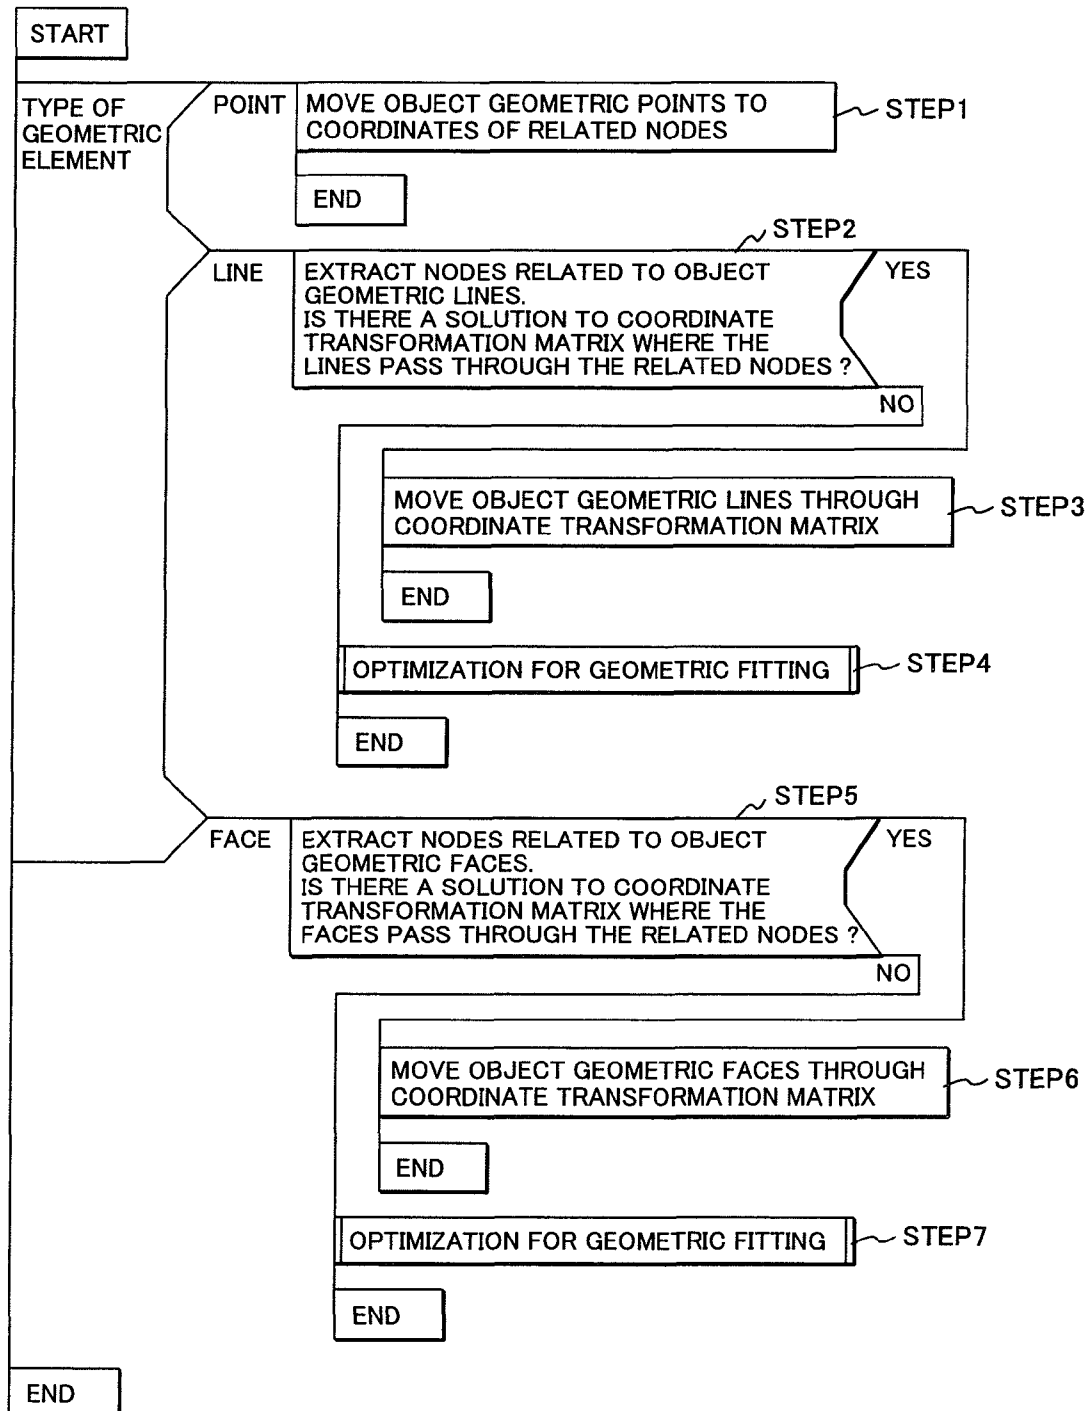 START
TYPE OF
GEOMETRIC
ELEMENT
POINT
MOVE OBJECT GEOMETRIC POINTS TO
COORDINATES OF RELATED NODES
STEP1
END
STEP2
LINE
EXTRACT NODES RELATED TO OBJECT
GEOMETRIC LINES.
IS THERE A SOLUTION TO COORDINATE
TRANSFORMATION MATRIX WHERE THE
LINES PASS THROUGH THE RELATED NODES ?
YES
NO
MOVE OBJECT GEOMETRIC LINES THROUGH
COORDINATE TRANSFORMATION MATRIX
STEP3
END
OPTIMIZATION FOR GEOMETRIC FITTING
STEP4
END
STEP5
FACE
EXTRACT NODES RELATED TO OBJECT
GEOMETRIC FACES.
IS THERE A SOLUTION TO COORDINATE
TRANSFORMATION MATRIX WHERE THE
FACES PASS THROUGH THE RELATED NODES ?
YES
NO
MOVE OBJECT GEOMETRIC FACES THROUGH
COORDINATE TRANSFORMATION MATRIX
STEP6
END
OPTIMIZATION FOR GEOMETRIC FITTING
STEP7
END
END